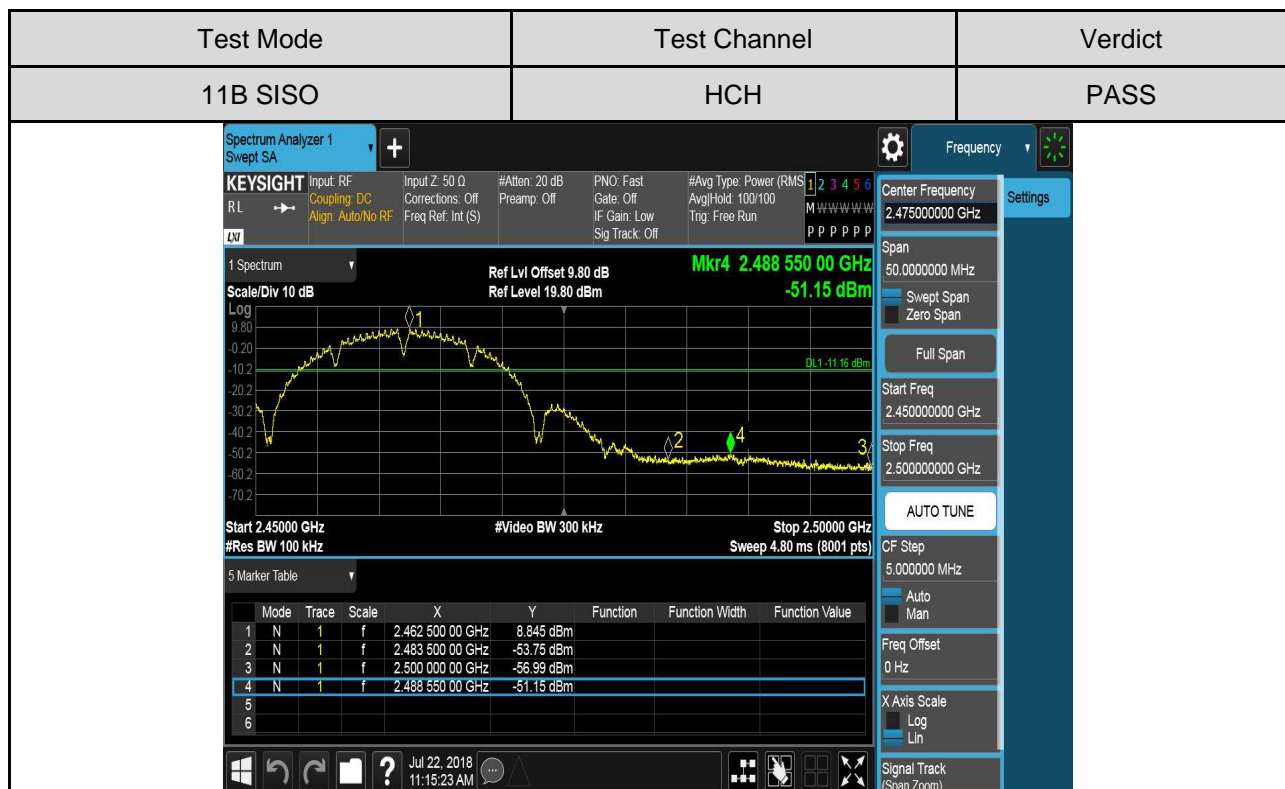 Test Mode Test Channel Verdict
11B SISO HCH PASS
Spectrum Analyzer 1
Swept SA
+
Frequency
KEYSIGHT Input: RF Input Z: 50 Ω #Atten: 20 dB PNO: Fast #Avg Type: Power (RMS 1 2 3 4 5 6
RL Coupling: DC Corrections: Off Preamp: Off Gate: Off Avg|Hold: 100/100 M W W W W W
Align: Auto/No RF Freq Ref: Int (S) IF Gain: Low Trig: Free Run
LXI Sig Track: Off P P P P P P
1 Spectrum
Scale/Div 10 dB
Ref Lvl Offset 9.80 dB
Ref Level 19.80 dBm
Mkr4 2.488 550 00 GHz
-51.15 dBm
Log
9.80
-0.20
-10.2
-20.2
-30.2
-40.2
-50.2
-60.2
-70.2
1
DL1 -11.16 dBm
2
4
3
Start 2.45000 GHz #Video BW 300 kHz Stop 2.50000 GHz
#Res BW 100 kHz Sweep 4.80 ms (8001 pts)
5 Marker Table
Mode Trace Scale X Y Function Function Width Function Value
1 N 1 f 2.462 500 00 GHz 8.845 dBm
2 N 1 f 2.483 500 00 GHz -53.75 dBm
3 N 1 f 2.500 000 00 GHz -56.99 dBm
4 N 1 f 2.488 550 00 GHz -51.15 dBm
5
6
?
Jul 22, 2018
11:15:23 AM
Center Frequency
2.475000000 GHz
Settings
Span
50.0000000 MHz
Swept Span
Zero Span
Full Span
Start Freq
2.450000000 GHz
Stop Freq
2.500000000 GHz
AUTO TUNE
CF Step
5.000000 MHz
Auto
Man
Freq Offset
0 Hz
X Axis Scale
Log
Lin
Signal Track
(Span Zoom)